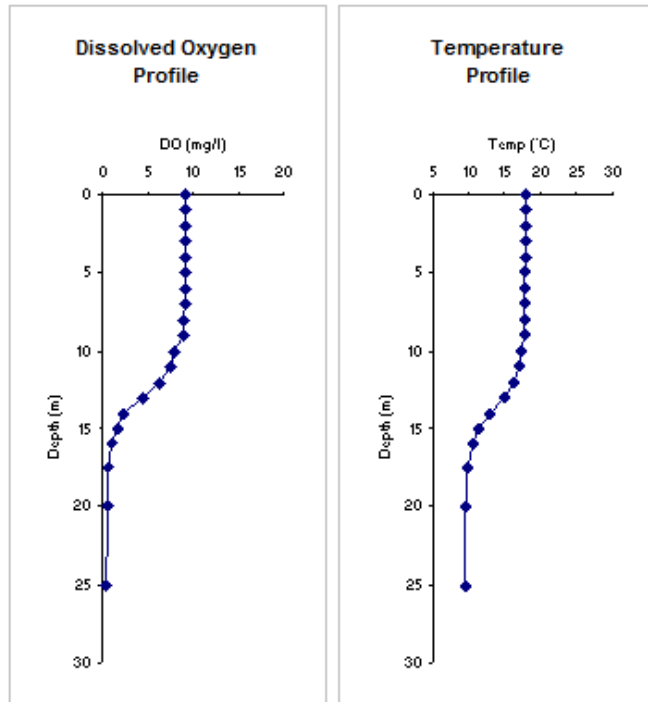 Dissolved Oxygen
Profile
DO (mg/l)
0 5 10 15 20
0
5
10
15
20
25
30
Depth (m)
Temperature
Profile
Temp (˚C)
5 10 15 20 25 30
0
5
10
15
20
25
30
Depth (m)